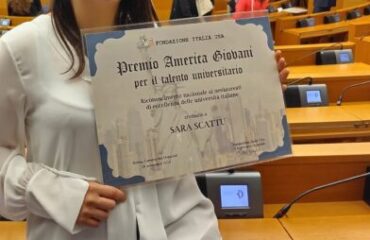 FONDAZIONE ITALIA USA
Premio America Giovani
per il talento universitario
Riconoscimento nazionale ai neolaureati
di eccellenza delle università italiane
SARA SCATTU